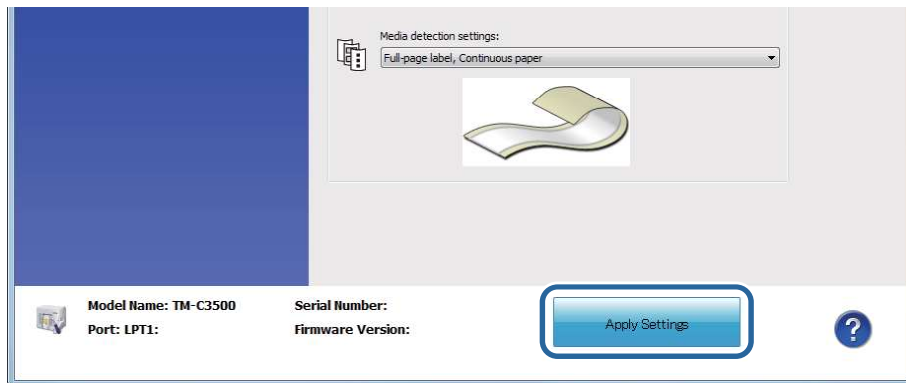 Media detection settings:
Full-page label, Continuous paper
Model Name: TM-C3500
Serial Number:
Port: LPT1:
Firmware Version:
Apply Settings
?